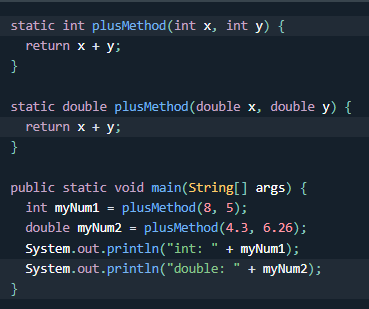 static int plusMethod(int x, int y) {
  return x + y;
}
static double plusMethod(double x, double y) {
  return x + y;
}
public static void main(String[] args) {
  int myNum1 = plusMethod(8, 5);
  double myNum2 = plusMethod(4.3, 6.26);
  System.out.println("int: " + myNum1);
  System.out.println("double: " + myNum2);
}